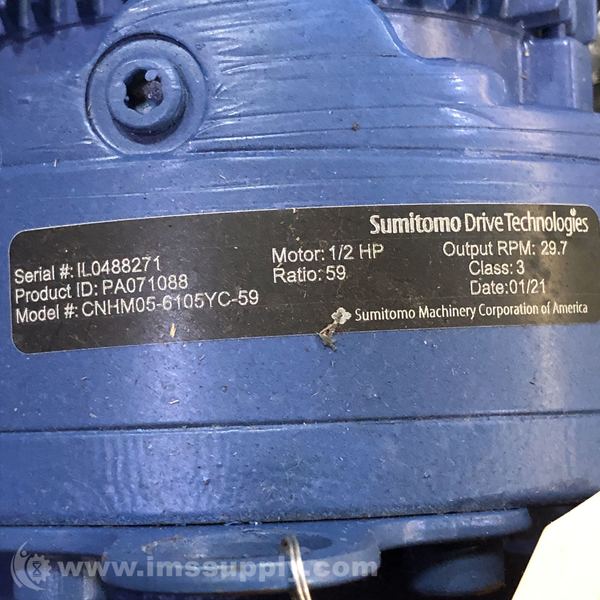 Sumitomo Drive Technologies
Serial #: IL0488271
Product ID: PA071088
Model #: CNHM05-6105YC-59
Motor: 1/2 HP
Ratio: 59
Output RPM: 29.7
Class: 3
Date: 01/21
Sumitomo Machinery Corporation of America
www.imssupply.com